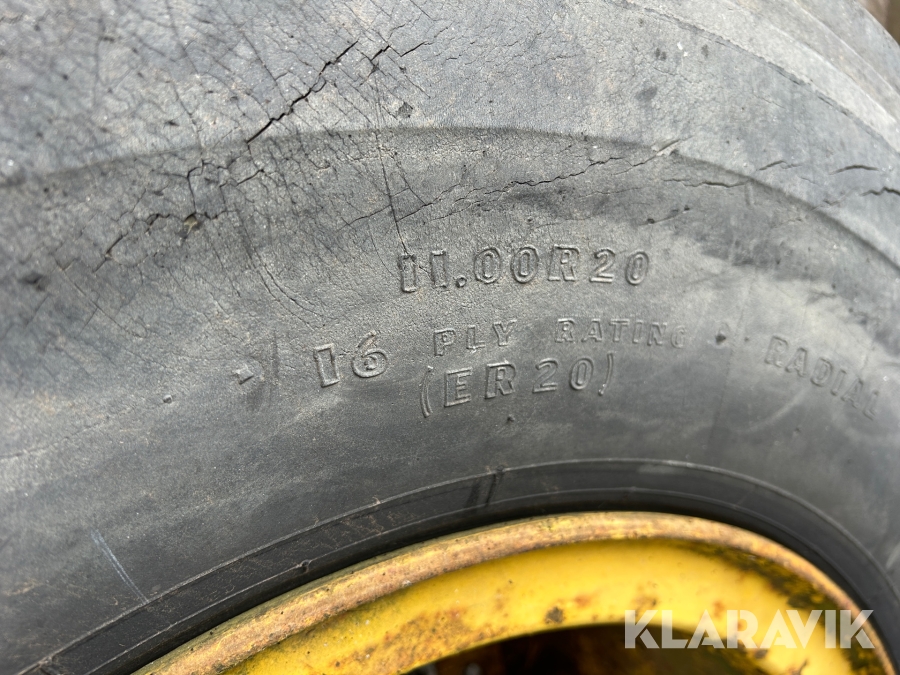 11.00R20
16 PLY RATING RADIAL
(ER20)
KLARAVIK